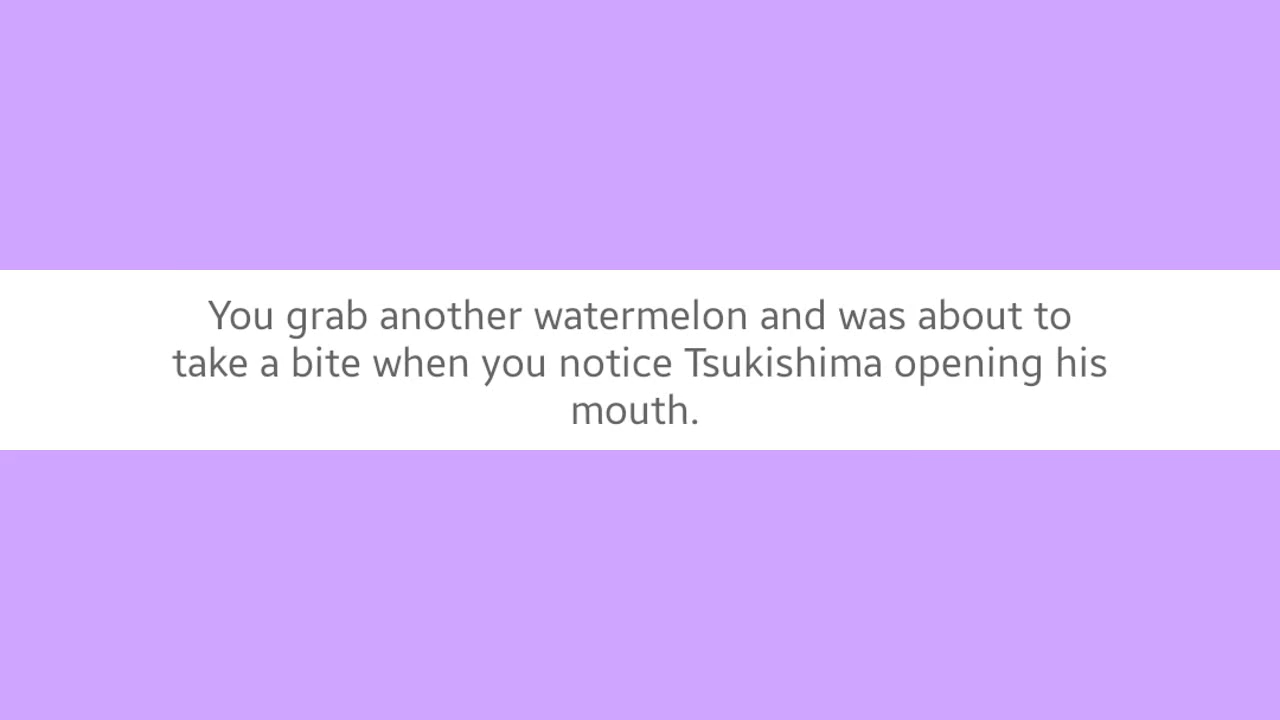 You grab another watermelon and was about to
take a bite when you notice Tsukishima opening his
mouth.